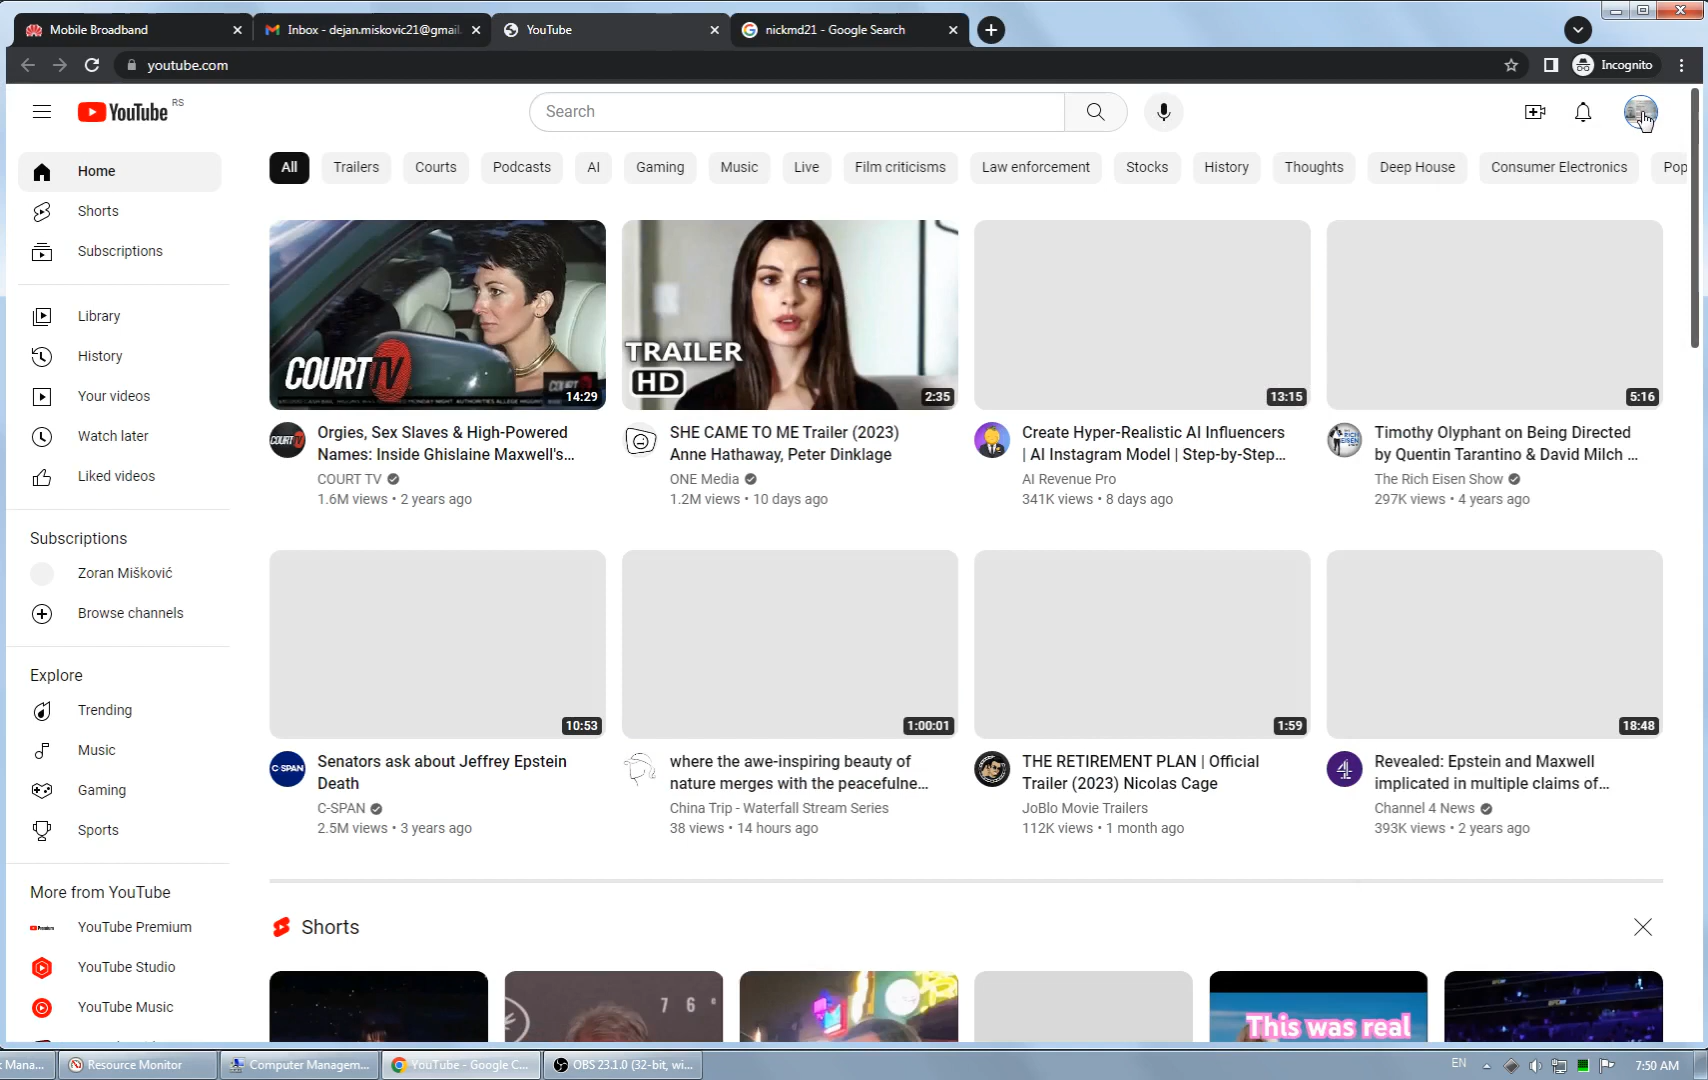 Mobile Broadband
Inbox - dejan.miskovic21@gmail.
YouTube
nickmd21 - Google Search
youtube.com
Incognito
YouTube RS
Search
Home
Shorts
Subscriptions
Library
History
Your videos
Watch later
Liked videos
Subscriptions
Zoran Mišković
Browse channels
Explore
Trending
Music
Gaming
Sports
More from YouTube
Premium
YouTube Premium
YouTube Studio
YouTube Music
All
Trailers
Courts
Podcasts
AI
Gaming
Music
Live
Film criticisms
Law enforcement
Stocks
History
Thoughts
Deep House
Consumer Electronics
Pop
COURT TV
14:29
COURT TV
Orgies, Sex Slaves & High-Powered
Names: Inside Ghislaine Maxwell's...
COURT TV
1.6M views • 2 years ago
TRAILER
HD
2:35
SHE CAME TO ME Trailer (2023)
Anne Hathaway, Peter Dinklage
ONE Media
1.2M views • 10 days ago
13:15
Create Hyper-Realistic AI Influencers
| AI Instagram Model | Step-by-Step...
AI Revenue Pro
341K views • 8 days ago
5:16
Timothy Olyphant on Being Directed
by Quentin Tarantino & David Milch ...
The Rich Eisen Show
297K views • 4 years ago
10:53
C-SPAN
Senators ask about Jeffrey Epstein
Death
C-SPAN
2.5M views • 3 years ago
1:00:01
where the awe-inspiring beauty of
nature merges with the peacefulne...
China Trip - Waterfall Stream Series
38 views • 14 hours ago
1:59
THE RETIREMENT PLAN | Official
Trailer (2023) Nicolas Cage
JoBlo Movie Trailers
112K views • 1 month ago
18:48
4
Revealed: Epstein and Maxwell
implicated in multiple claims of...
Channel 4 News
393K views • 2 years ago
Shorts
7 6
This was real
k Mana...
Resource Monitor
Computer Managem...
YouTube - Google C...
OBS 23.1.0 (32-bit, wi...
EN
7:50 AM